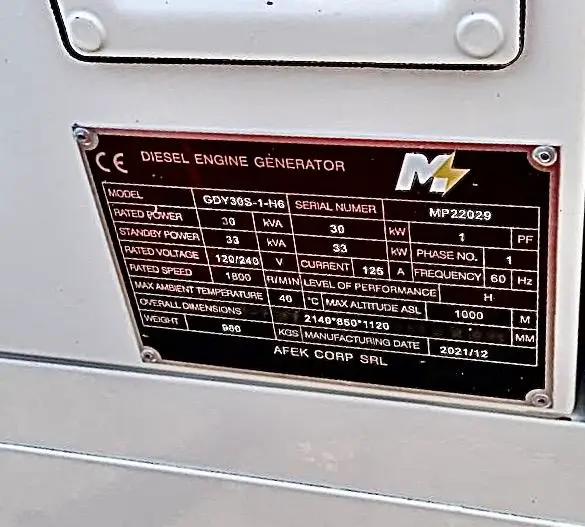 CE DIESEL ENGINE GENERATOR M
MODEL GDY30S-1-H6 SERIAL NUMER MP22029
RATED POWER 30 kVA 30 kW 1 PF
STANDBY POWER 33 kVA 33 kW PHASE NO. 1
RATED VOLTAGE 120/240 V CURRENT 125 A FREQUENCY 60 Hz
RATED SPEED 1800 R/MIN LEVEL OF PERFORMANCE H
MAX AMBIENT TEMPERATURE 40 °C MAX ALTITUDE ASL 1000 M
OVERALL DIMENSIONS 2140*850*1120 MM
WEIGHT 980 KGS MANUFACTURING DATE 2021/12
AFEK CORP SRL